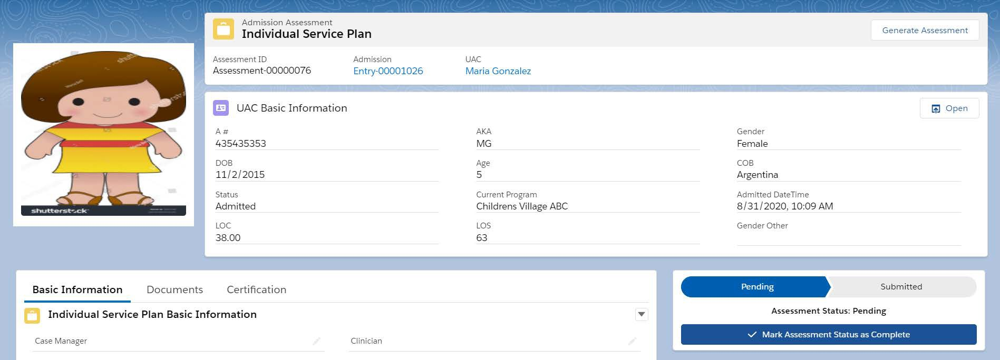 Admission Assessment
Individual Service Plan
Generate Assessment
Assessment ID
Admission
UAC
Assessment-00000076
Entry-00001026
Maria Gonzalez
shutterstock
UAC Basic Information
Open
A #
AKA
Gender
435435353
MG
Female
DOB
Age
COB
11/2/2015
5
Argentina
Status
Current Program
Admitted DateTime
Admitted
Childrens Village ABC
8/31/2020, 10:09 AM
LOC
LOS
Gender Other
38.00
63
Basic Information
Documents
Certification
Individual Service Plan Basic Information
Case Manager
Clinician
Pending
Submitted
Assessment Status: Pending
Mark Assessment Status as Complete